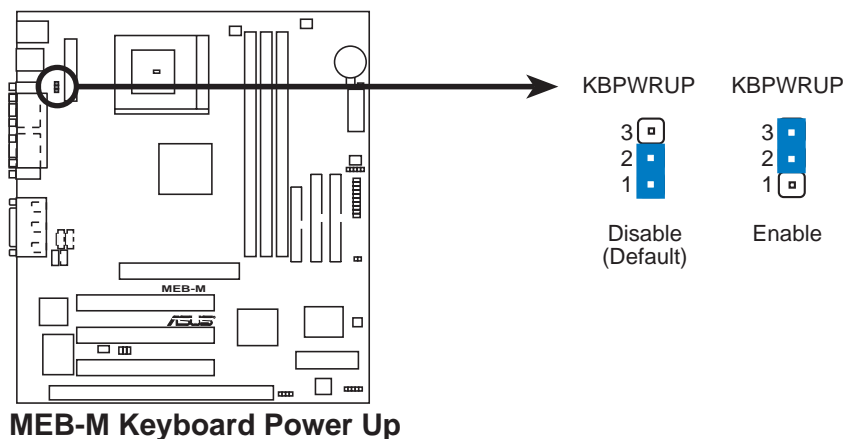 KBPWRUP KBPWRUP
3 3
2 2
1 1
Disable
(Default)
Enable
MEB-M
ASUS
MEB-M Keyboard Power Up